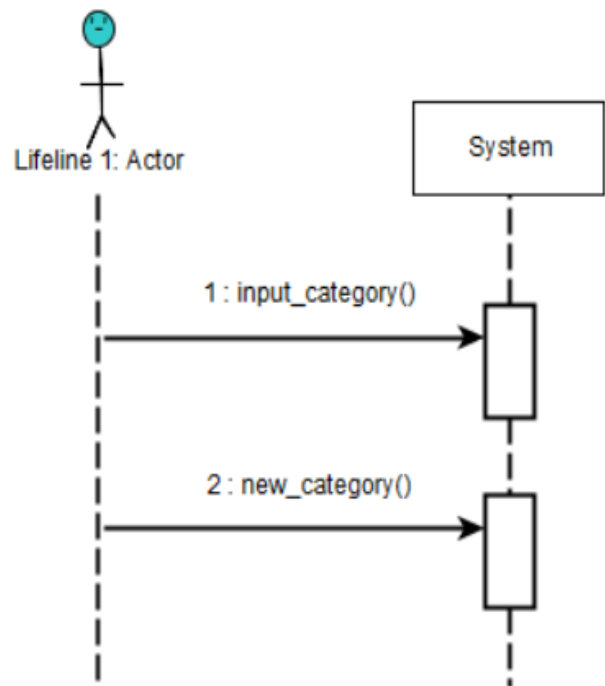 Lifeline 1: Actor
System
1 : input_category()
2 : new_category()